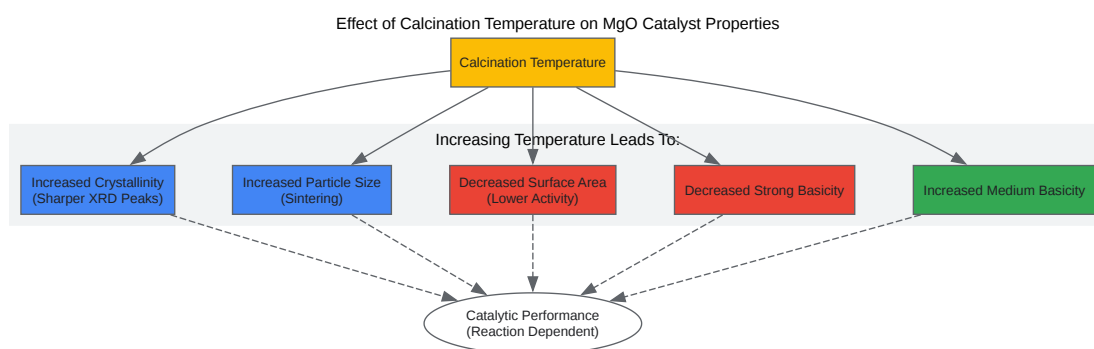 Effect of Calcination Temperature on MgO Catalyst Properties
Calcination Temperature
Increasing Temperature Leads To:
Increased Crystallinity
(Sharper XRD Peaks)
Increased Particle Size
(Sintering)
Decreased Surface Area
(Lower Activity)
Decreased Strong Basicity
Increased Medium Basicity
Catalytic Performance
(Reaction Dependent)